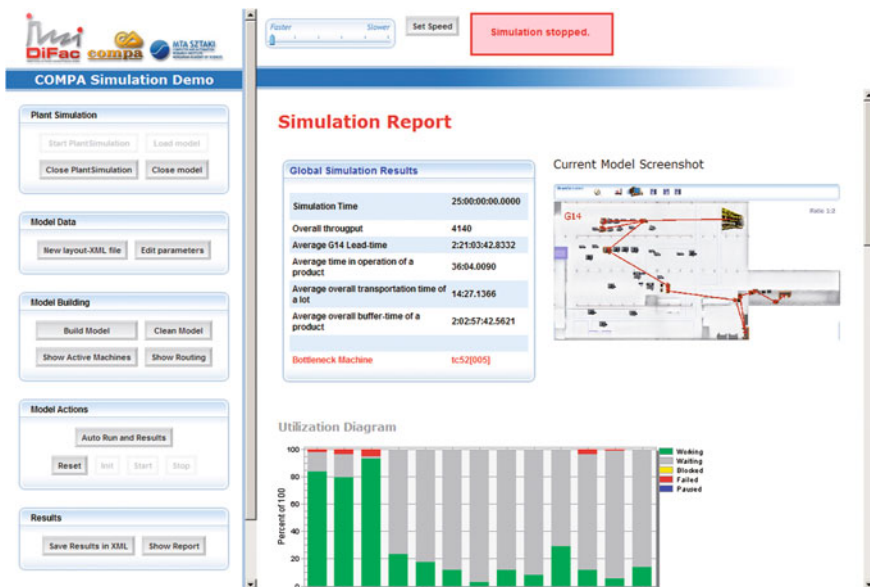 DiFac
compa
MTA SZTAKI
COMPA Simulation Demo
Plant Simulation
Start PlantSimulation
Load model
Close PlantSimulation
Close model
Model Data
New layout-XML file
Edit parameters
Model Building
Build Model
Clean Model
Show Active Machines
Show Routing
Model Actions
Auto Run and Results
Reset
Init
Start
Stop
Results
Save Results in XML
Show Report
Faster
Slower
Set Speed
Simulation stopped.
Simulation Report
Global Simulation Results
Simulation Time 25:00:00:00.0000
Overall througput 4140
Average G14 Lead-time 2:21:03:42.8332
Average time in operation of a
product 36:04.0090
Average overall transportation time of
a lot 14:27.1366
Average overall buffer-time of a
product 2:02:57:42.5621
Bottleneck Machine tc52[005]
Current Model Screenshot
G14
Ratio 1:2
Utilization Diagram
Percent of 100
100
80
60
40
20
0
Working
Waiting
Blocked
Failed
Paused